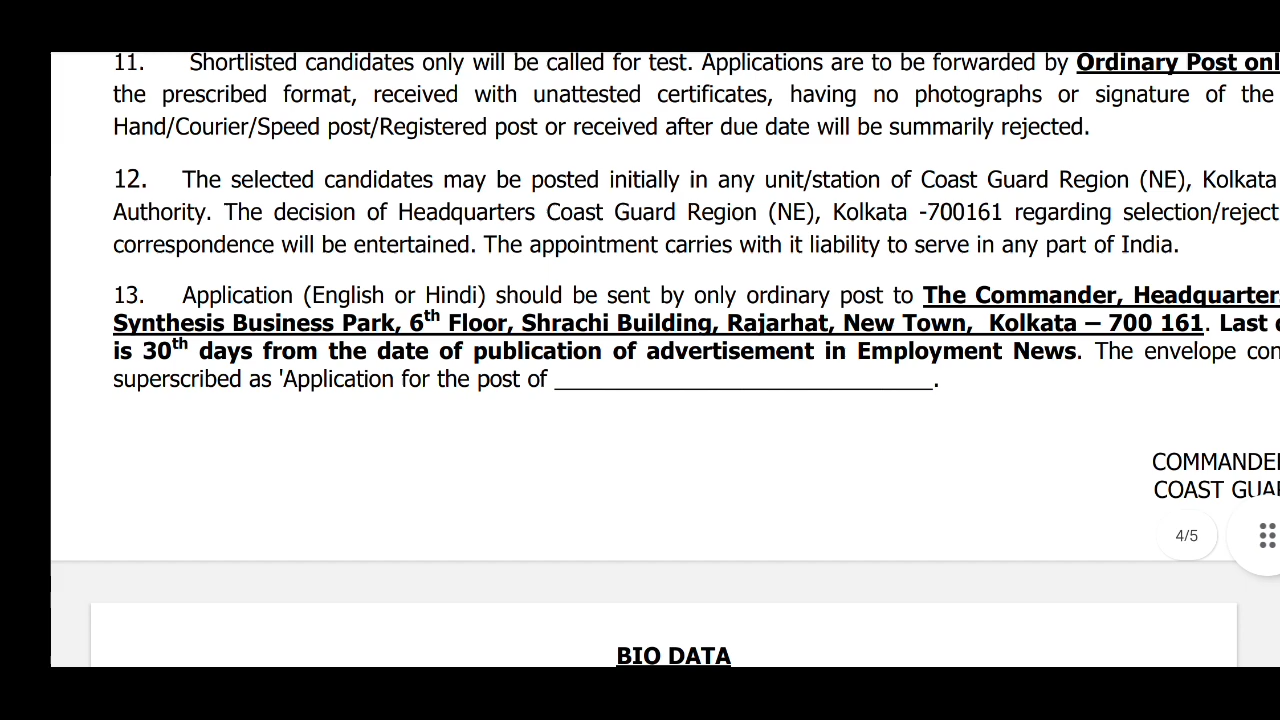 11. Shortlisted candidates only will be called for test. Applications are to be forwarded by Ordinary Post
the prescribed format, received with unattested certificates, having no photographs or signature of the
Hand/Courier/Speed post/Registered post or received after due date will be summarily rejected.
12. The selected candidates may be posted initially in any unit/station of Coast Guard Region (NE), Kolkata
Authority. The decision of Headquarters Coast Guard Region (NE), Kolkata -700161 regarding
correspondence will be entertained. The appointment carries with it liability to serve in any part of India.
13. Application (English or Hindi) should be sent by only ordinary post to The Commander,
Synthesis Business Park, 6th Floor, Shrachi Building, Rajarhat, New Town, Kolkata – 700 161. Last
is 30th days from the date of publication of advertisement in Employment News. The envelope
superscribed as 'Application for the post of ______________________________.
COAST
4/5
BIO DATA